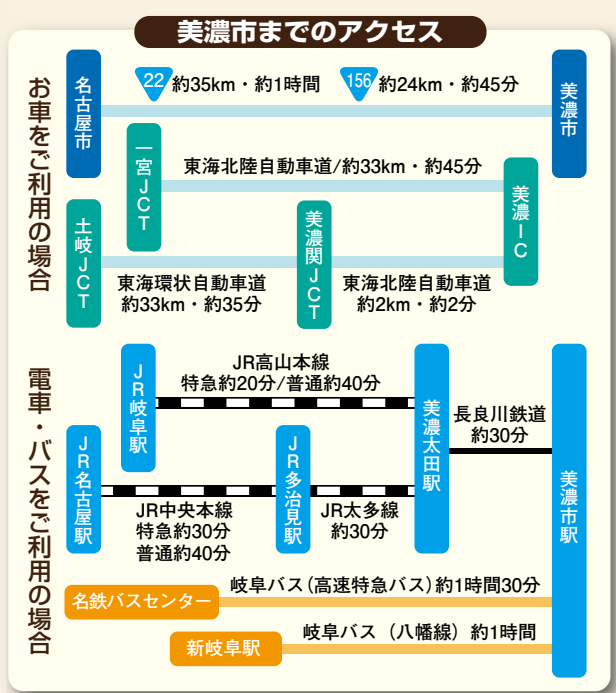 美濃市までのアクセス
お車をご利用の場合
名古屋市
22 約35km・約1時間
156 約24km・約45分
美濃市
一宮JCT
東海北陸自動車道/約33km・約45分
美濃IC
土岐JCT
東海環状自動車道
約33km・約35分
美濃関JCT
東海北陸自動車道
約2km・約2分
電車・バスをご利用の場合
JR岐阜駅
JR高山本線
特急約20分/普通約40分
美濃太田駅
長良川鉄道
約30分
美濃市駅
JR名古屋駅
JR中央本線
特急約30分
普通約40分
JR多治見駅
JR太多線
約30分
名鉄バスセンター
岐阜バス(高速特急バス)約1時間30分
新岐阜駅
岐阜バス（八幡線）約1時間